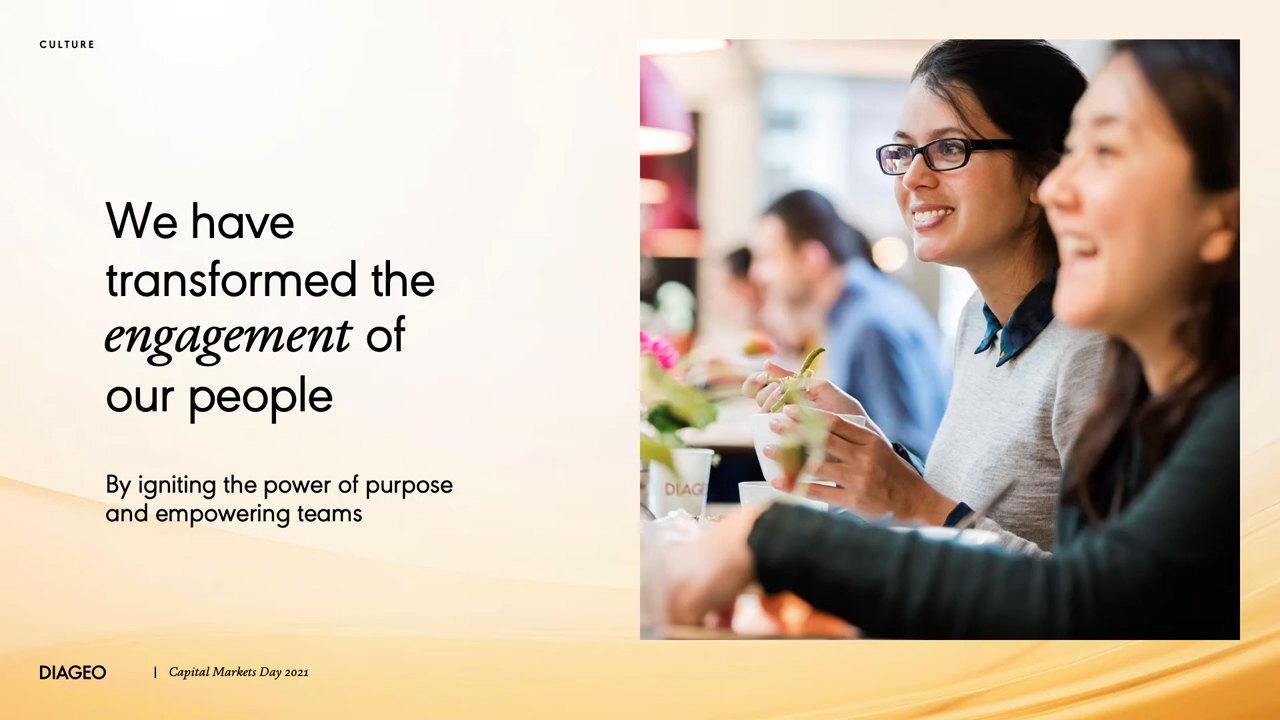 CULTURE
We have
transformed the
engagement of
our people
By igniting the power of purpose
and empowering teams
DIAG
DIAGEO | Capital Markets Day 2021